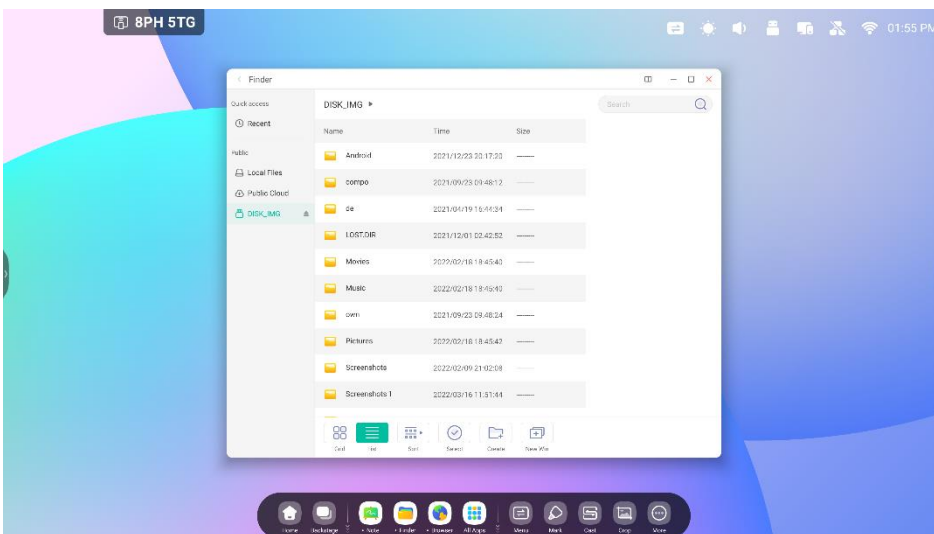 8PH 5TG
01:55 PM
Finder
Quick access
DISK_IMG
Search
Recent
Name Time Size
Public
Android 2021/12/23 20:17:20 ———
Local Files
compo 2021/09/23 09:48:12 ———
Public Cloud
DISK_IMG
de 2021/04/19 16:44:34 ———
LOST.DIR 2021/12/01 02:42:52 ———
Movies 2022/02/18 18:45:40 ———
Music 2022/02/18 18:45:40 ———
own 2021/09/23 09:48:24 ———
Pictures 2022/02/18 18:45:42 ———
Screenshots 2022/02/09 21:02:08 ———
Screenshots 1 2022/03/16 11:51:44 ———
Grid List Sort Select Create New Win
Home Backstage Note Finder Browser All Apps Menu Mark Cast Crop More